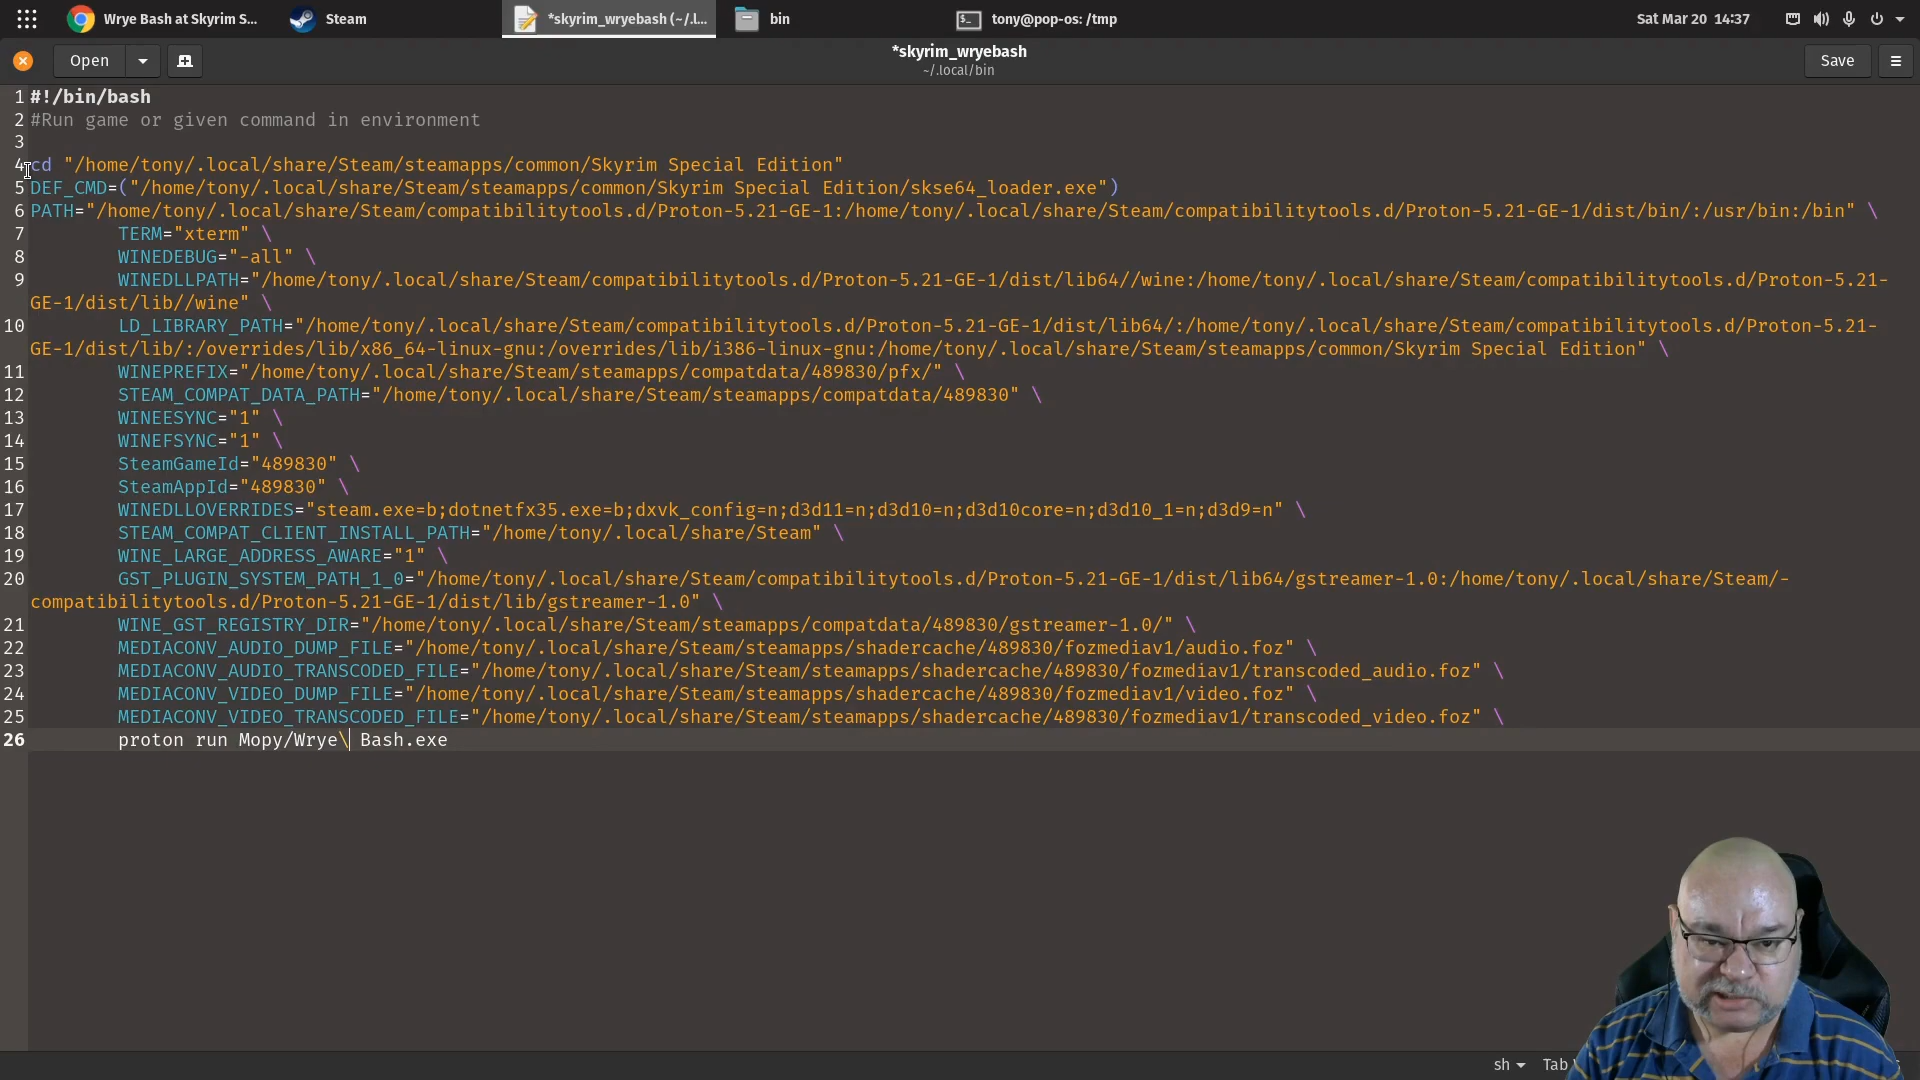 Wrye Bash at Skyrim S...
Steam
*skyrim_wryebash (~/.l...
bin
tony@pop-os: /tmp
Sat Mar 20 14:37
Open
*skyrim_wryebash
~/.local/bin
Save
1 #!/bin/bash
2 #Run game or given command in environment
3
4 cd "/home/tony/.local/share/Steam/steamapps/common/Skyrim Special Edition"
5 DEF_CMD=("/home/tony/.local/share/Steam/steamapps/common/Skyrim Special Edition/skse64_loader.exe")
6 PATH="/home/tony/.local/share/Steam/compatibilitytools.d/Proton-5.21-GE-1:/home/tony/.local/share/Steam/compatibilitytools.d/Proton-5.21-GE-1/dist/bin/:/usr/bin:/bin" \
7 TERM="xterm" \
8 WINEDEBUG="-all" \
9 WINEDLLPATH="/home/tony/.local/share/Steam/compatibilitytools.d/Proton-5.21-GE-1/dist/lib64//wine:/home/tony/.local/share/Steam/compatibilitytools.d/Proton-5.21-
GE-1/dist/lib//wine" \
10 LD_LIBRARY_PATH="/home/tony/.local/share/Steam/compatibilitytools.d/Proton-5.21-GE-1/dist/lib64/:/home/tony/.local/share/Steam/compatibilitytools.d/Proton-5.21-
GE-1/dist/lib/:/overrides/lib/x86_64-linux-gnu:/overrides/lib/i386-linux-gnu:/home/tony/.local/share/Steam/steamapps/common/Skyrim Special Edition" \
11 WINEPREFIX="/home/tony/.local/share/Steam/steamapps/compatdata/489830/pfx/" \
12 STEAM_COMPAT_DATA_PATH="/home/tony/.local/share/Steam/steamapps/compatdata/489830" \
13 WINEESYNC="1" \
14 WINEFSYNC="1" \
15 SteamGameId="489830" \
16 SteamAppId="489830" \
17 WINEDLLOVERRIDES="steam.exe=b;dotnetfx35.exe=b;dxvk_config=n;d3d11=n;d3d10=n;d3d10core=n;d3d10_1=n;d3d9=n" \
18 STEAM_COMPAT_CLIENT_INSTALL_PATH="/home/tony/.local/share/Steam" \
19 WINE_LARGE_ADDRESS_AWARE="1" \
20 GST_PLUGIN_SYSTEM_PATH_1_0="/home/tony/.local/share/Steam/compatibilitytools.d/Proton-5.21-GE-1/dist/lib64/gstreamer-1.0:/home/tony/.local/share/Steam/-
compatibilitytools.d/Proton-5.21-GE-1/dist/lib/gstreamer-1.0" \
21 WINE_GST_REGISTRY_DIR="/home/tony/.local/share/Steam/steamapps/compatdata/489830/gstreamer-1.0/" \
22 MEDIACONV_AUDIO_DUMP_FILE="/home/tony/.local/share/Steam/steamapps/shadercache/489830/fozmediav1/audio.foz" \
23 MEDIACONV_AUDIO_TRANSCODED_FILE="/home/tony/.local/share/Steam/steamapps/shadercache/489830/fozmediav1/transcoded_audio.foz" \
24 MEDIACONV_VIDEO_DUMP_FILE="/home/tony/.local/share/Steam/steamapps/shadercache/489830/fozmediav1/video.foz" \
25 MEDIACONV_VIDEO_TRANSCODED_FILE="/home/tony/.local/share/Steam/steamapps/shadercache/489830/fozmediav1/transcoded_video.foz" \
26 proton run Mopy/Wrye\ Bash.exe
sh
Tab